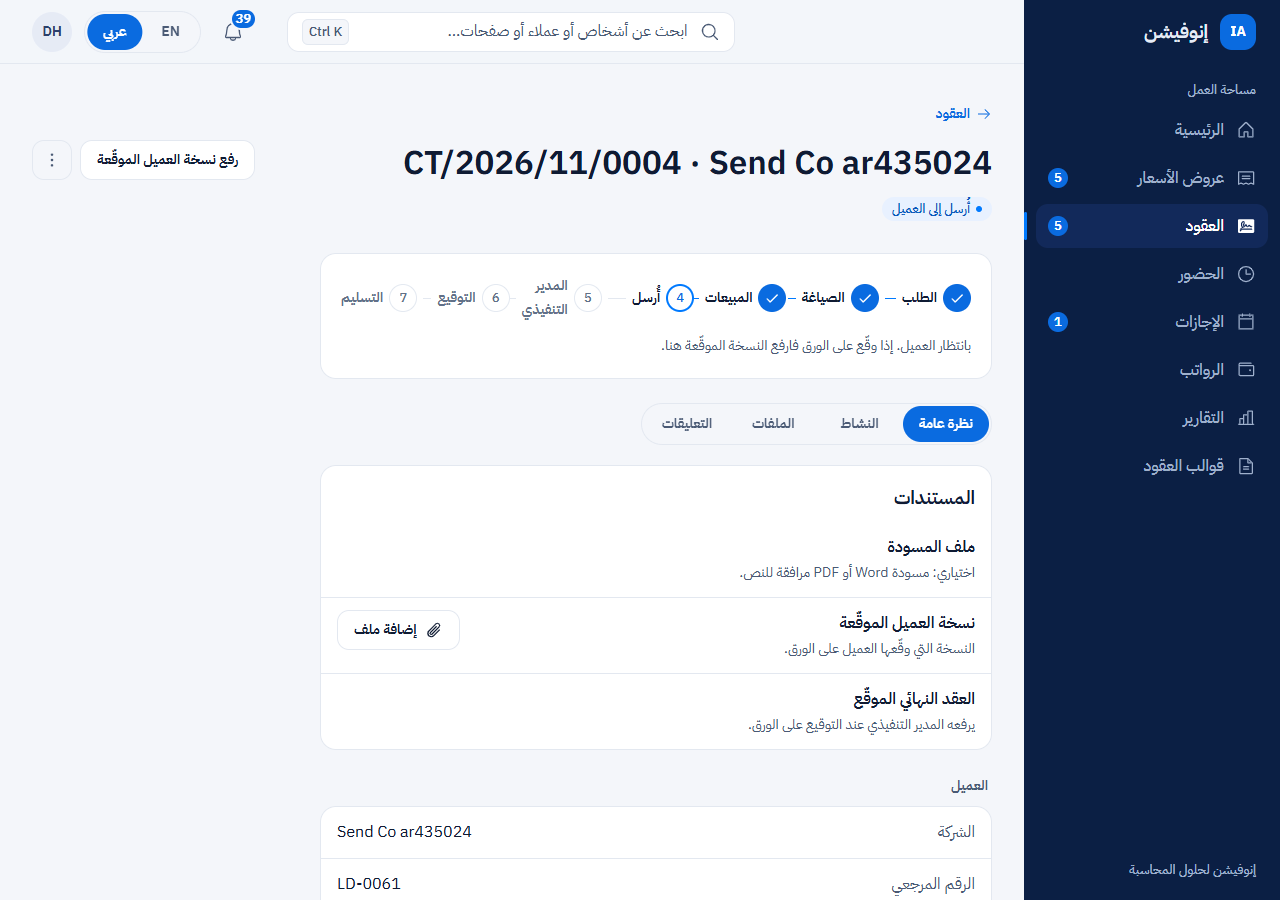 IA
إنوفيشن
مساحة العمل
الرئيسية
عروض الأسعار
5
العقود
5
الحضور
الإجازات
1
الرواتب
التقارير
قوالب العقود
إنوفيشن لحلول المحاسبة
ابحث عن أشخاص أو عملاء أو صفحات...
Ctrl K
39
EN
عربي
DH
العقود
CT/2026/11/0004 · Send Co ar435024
رفع نسخة العميل الموقّعة
أُرسل إلى العميل
الطلب
الصياغة
المبيعات
4
أُرسل
5
المدير
التنفيذي
6
التوقيع
7
التسليم
بانتظار العميل. إذا وقّع على الورق فارفع النسخة الموقّعة هنا.
نظرة عامة
النشاط
الملفات
التعليقات
المستندات
ملف المسودة
اختياري: مسودة Word أو PDF مرافقة للنص.
نسخة العميل الموقّعة
النسخة التي وقّعها العميل على الورق.
إضافة ملف
العقد النهائي الموقّع
يرفعه المدير التنفيذي عند التوقيع على الورق.
العميل
الشركة
Send Co ar435024
الرقم المرجعي
LD-0061